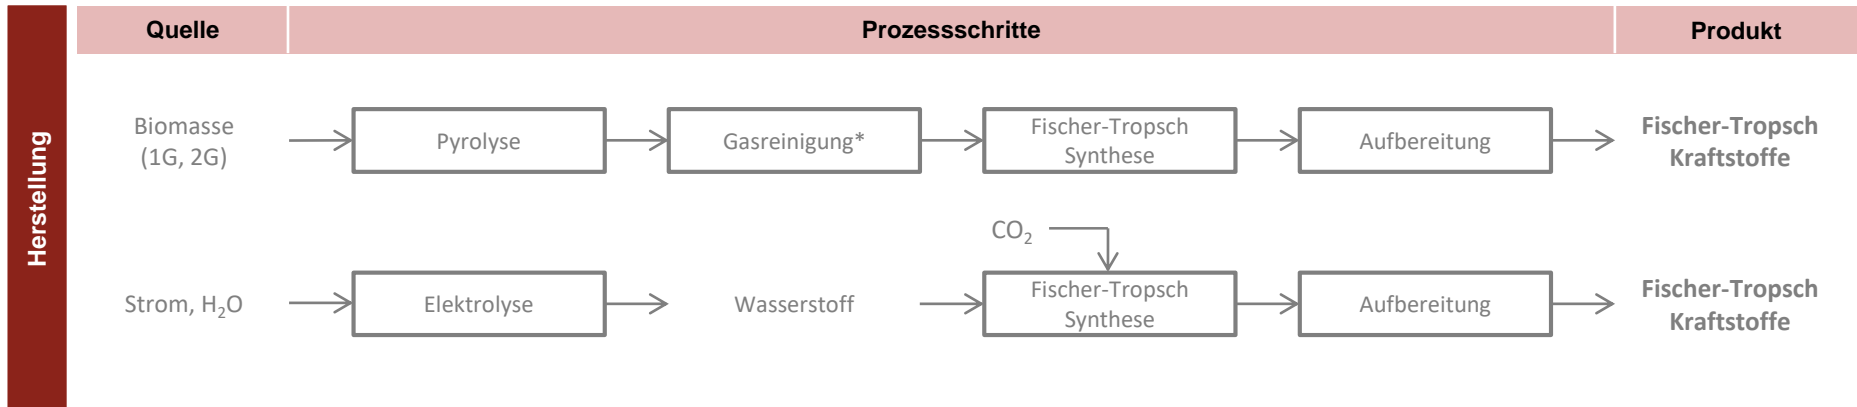 Herstellung
Quelle
Prozessschritte
Produkt
Biomasse
(1G, 2G)
Pyrolyse
Gasreinigung*
Fischer-Tropsch
Synthese
Aufbereitung
Fischer-Tropsch
Kraftstoffe
CO₂
Strom, H₂O
Elektrolyse
Wasserstoff
Fischer-Tropsch
Synthese
Aufbereitung
Fischer-Tropsch
Kraftstoffe